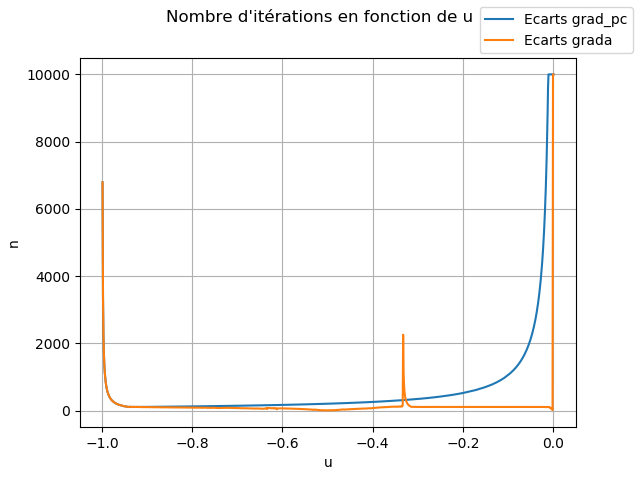 Nombre d'itérations en fonction de u
Ecarts grad_pc
Ecarts grada
10000
8000
6000
4000
2000
0
n
−1.0 −0.8 −0.6 −0.4 −0.2 0.0
u